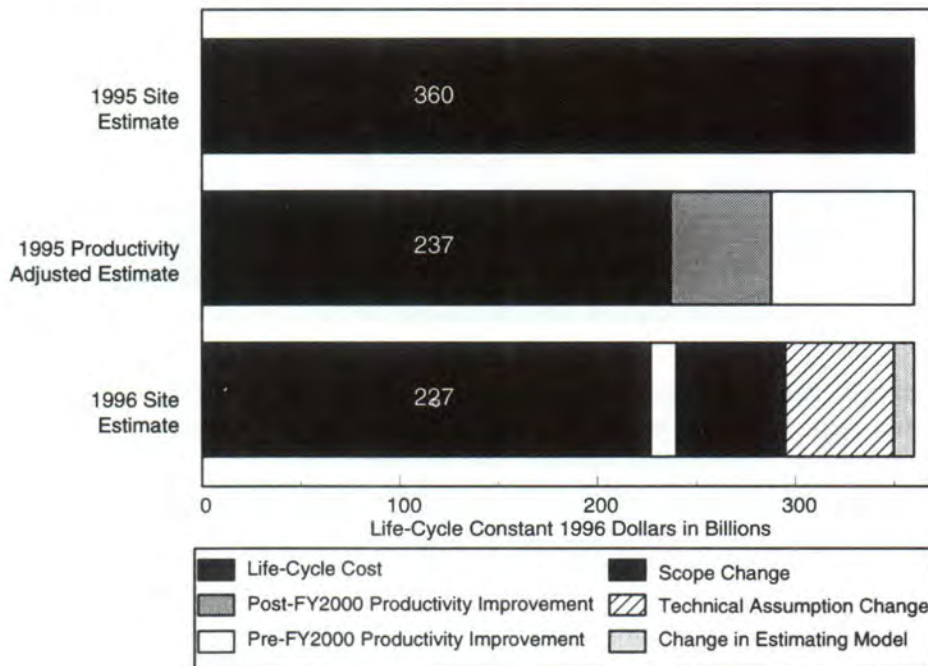 1995 Site
Estimate
360
1995 Productivity
Adjusted Estimate
237
1996 Site
Estimate
227
0 100 200 300
Life-Cycle Constant 1996 Dollars in Billions
Life-Cycle Cost
Scope Change
Post-FY2000 Productivity Improvement
Technical Assumption Change
Pre-FY2000 Productivity Improvement
Change in Estimating Model